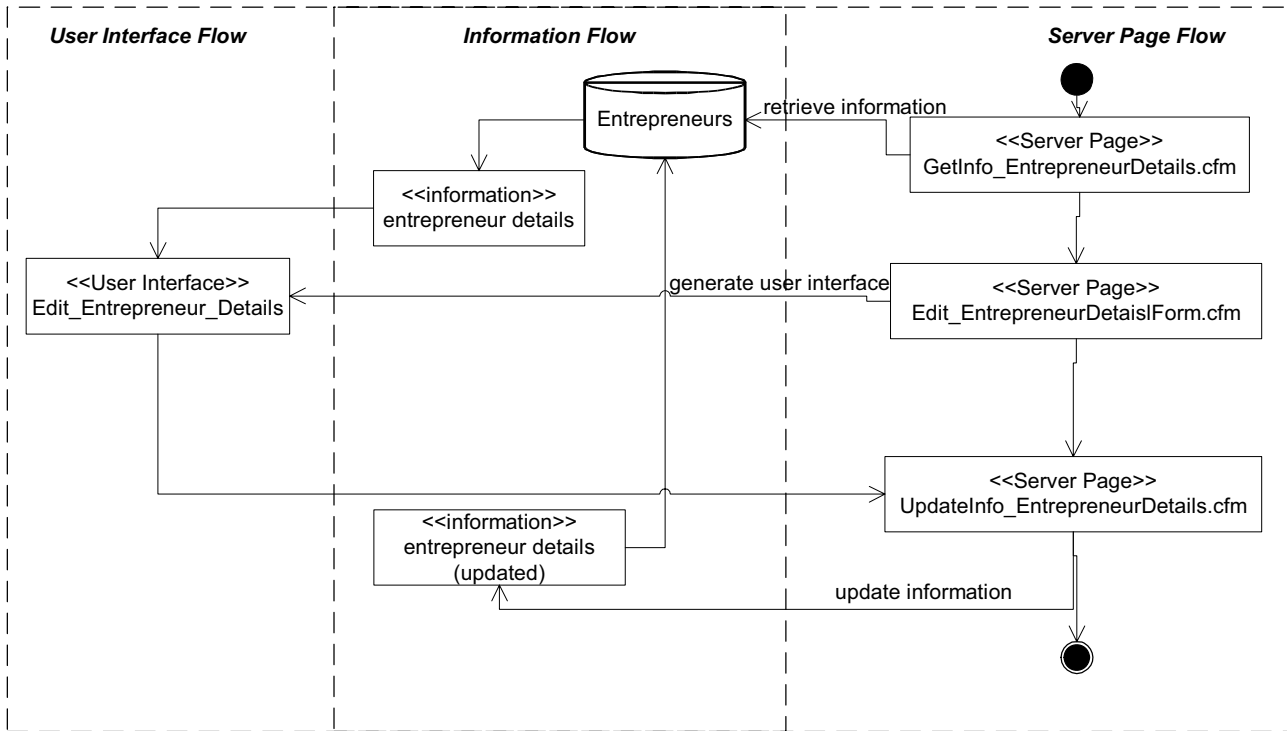 User Interface Flow
Information Flow
Server Page Flow
Entrepreneurs
retrieve information
<<Server Page>>
GetInfo_EntrepreneurDetails.cfm
<<information>>
entrepreneur details
<<User Interface>>
Edit_Entrepreneur_Details
generate user interface
<<Server Page>>
Edit_EntrepreneurDetaislForm.cfm
<<Server Page>>
UpdateInfo_EntrepreneurDetails.cfm
<<information>>
entrepreneur details
(updated)
update information